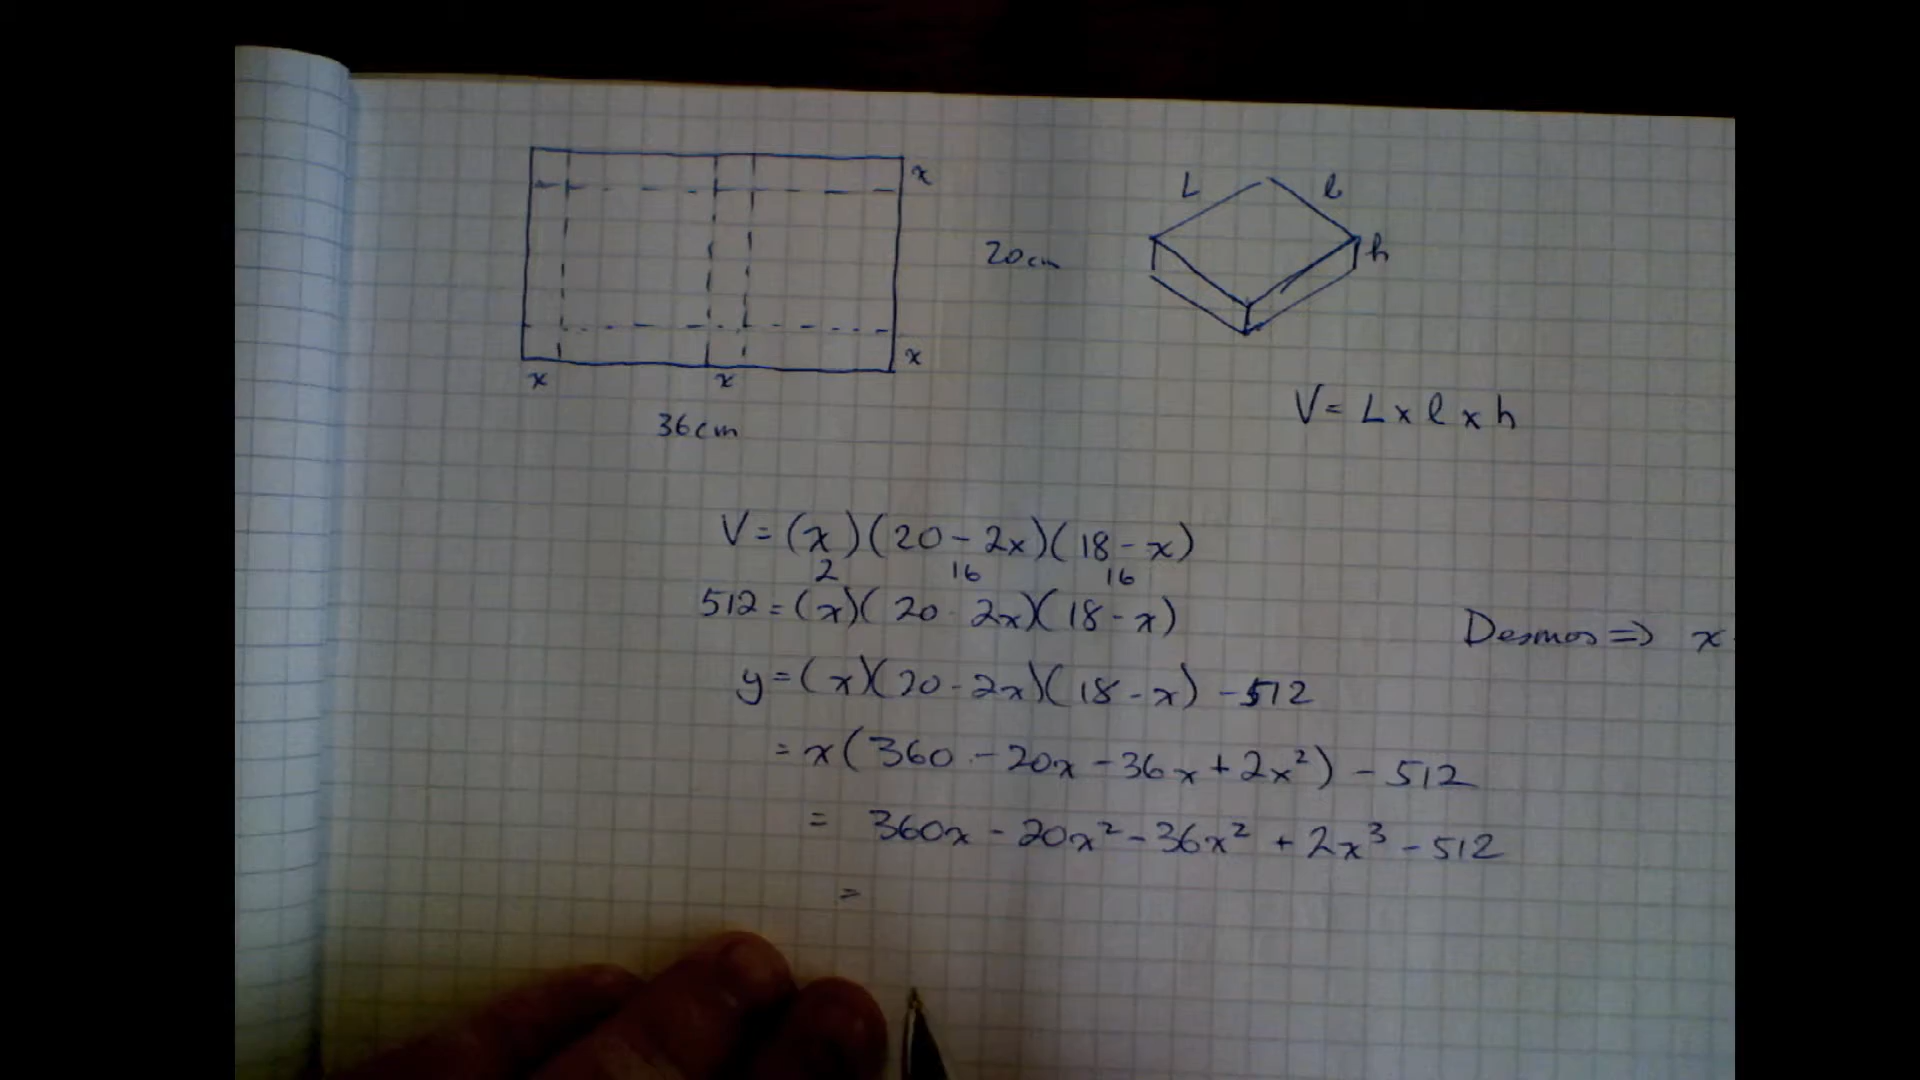 x
L l
20cm h
x
x x
36cm
V = L x l x h
V = (x)(20 - 2x)(18 - x)
2 16 16
512 = (x)(20 - 2x)(18 - x)
Desmos => x
y = (x)(20 - 2x)(18 - x) - 512
= x(360 - 20x - 36x + 2x²) - 512
= 360x - 20x² - 36x² + 2x³ - 512
=